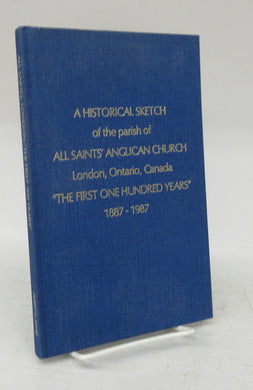 A HISTORICAL SKETCH
of the parish of
ALL SAINTS' ANGLICAN CHURCH
London, Ontario, Canada
"THE FIRST ONE HUNDRED YEARS"
1887 - 1987